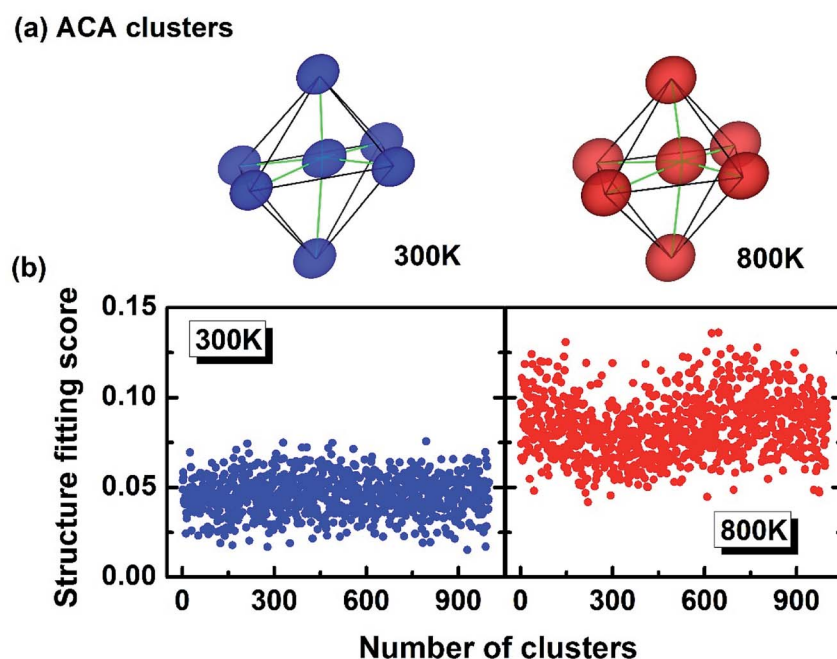 (a) ACA clusters
300K
800K
(b)
0.15
0.10
0.05
0.00
300K
800K
Structure fitting score
0 300 600 900 0 300 600 900
Number of clusters